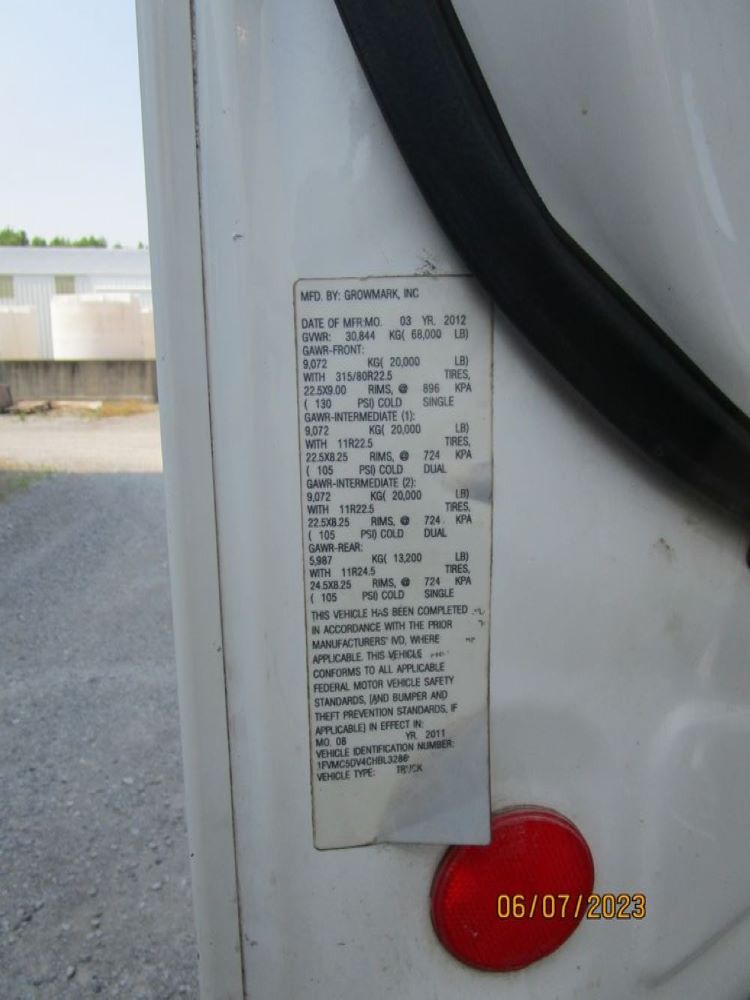 MFD. BY: GROWMARK, INC
DATE OF MFR:MO. 03 YR. 2012
GVWR: 30,844 KG( 68,000 LB)
GAWR-FRONT:
9,072 KG( 20,000 LB)
WITH 315/80R22.5 TIRES,
22.5X9.00 RIMS, @ 896 KPA
( 130 PSI) COLD SINGLE
GAWR-INTERMEDIATE (1):
9,072 KG( 20,000 LB)
WITH 11R22.5 TIRES,
22.5X8.25 RIMS, @ 724 KPA
( 105 PSI) COLD DUAL
GAWR-INTERMEDIATE (2):
9,072 KG( 20,000 LB)
WITH 11R22.5 TIRES,
22.5X8.25 RIMS, @ 724 KPA
( 105 PSI) COLD DUAL
GAWR-REAR:
5,987 KG( 13,200 LB)
WITH 11R24.5 TIRES,
24.5X8.25 RIMS, @ 724 KPA
( 105 PSI) COLD SINGLE
THIS VEHICLE HAS BEEN COMPLETED
IN ACCORDANCE WITH THE PRIOR
MANUFACTURERS' IVD, WHERE
APPLICABLE. THIS VEHICLE
CONFORMS TO ALL APPLICABLE
FEDERAL MOTOR VEHICLE SAFETY
STANDARDS, [AND BUMPER AND
THEFT PREVENTION STANDARDS, IF
APPLICABLE] IN EFFECT IN:
MO. 08 YR. 2011
VEHICLE IDENTIFICATION NUMBER:
1FVMC5DV4CHBL3286
VEHICLE TYPE: TRUCK
06/07/2023